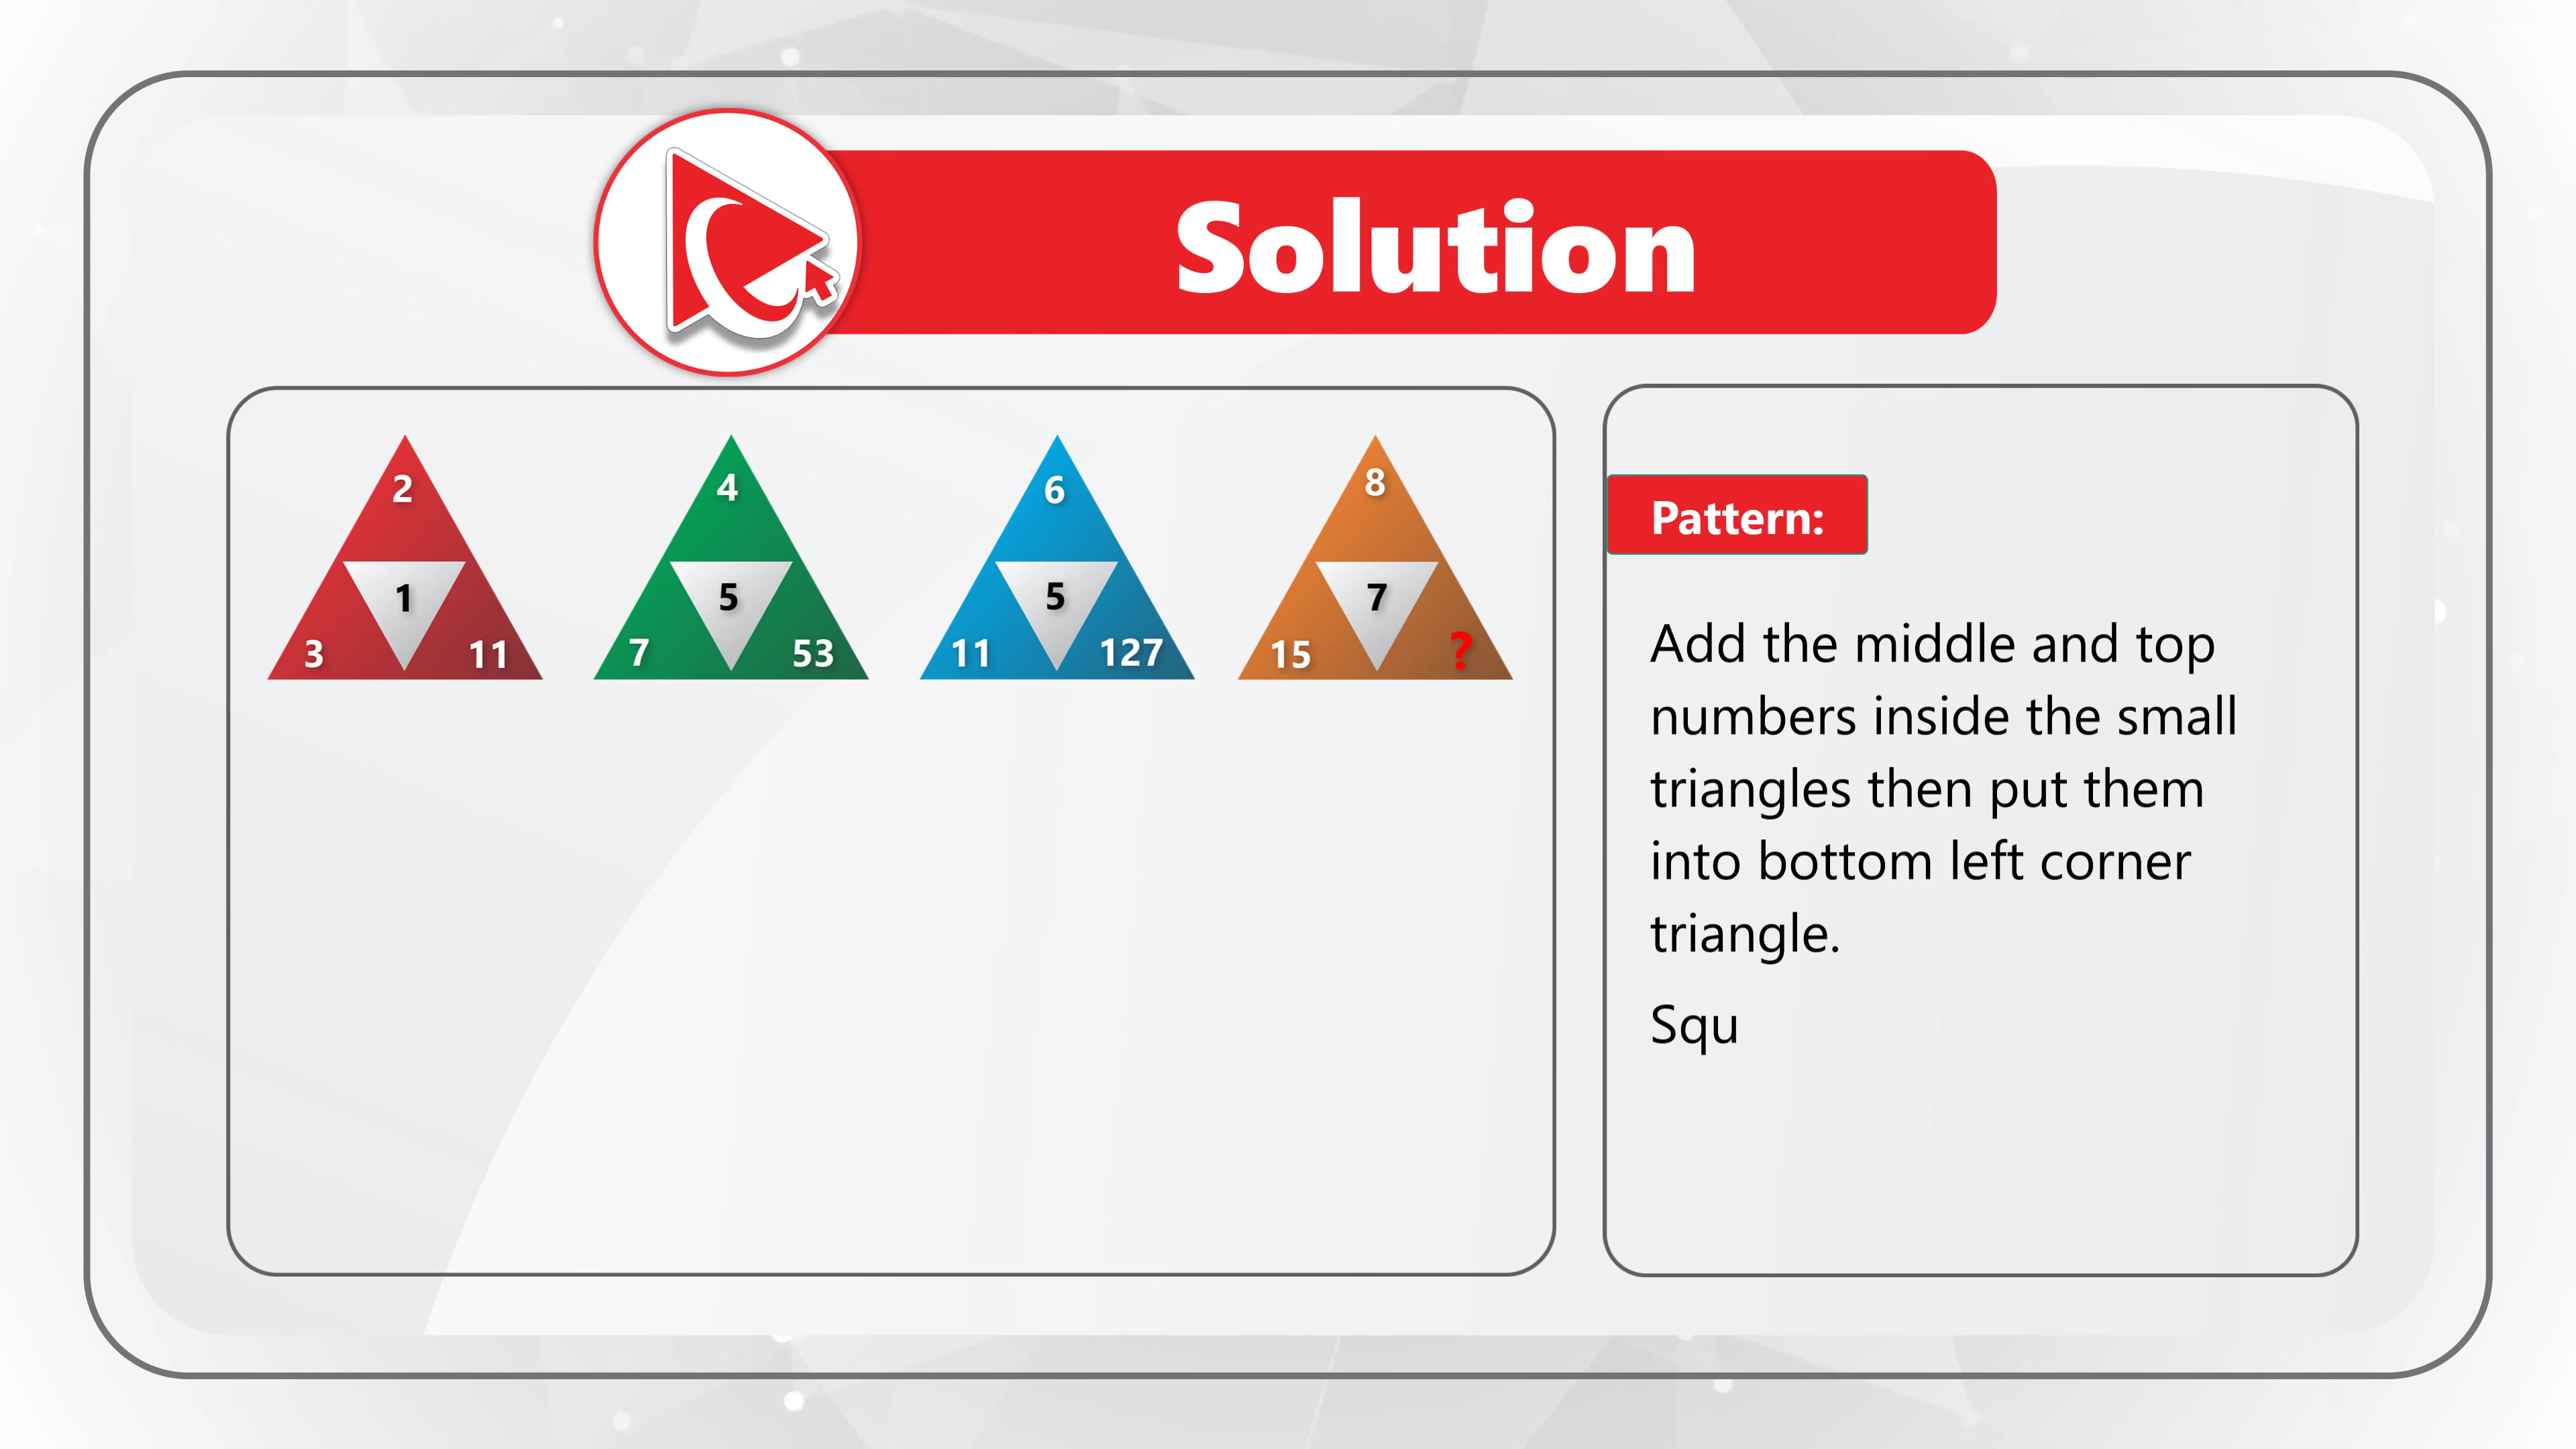 Solution
2
1
3 11
4
5
7 53
6
5
11 127
8
7
15 ?
Pattern:
Add the middle and top
numbers inside the small
triangles then put them
into bottom left corner
triangle.
Squ